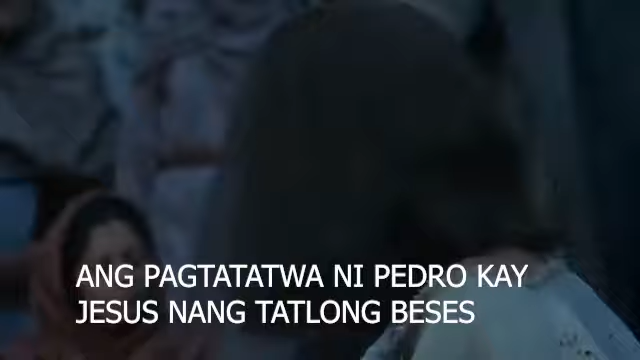 ANG PAGTATATWA NI PEDRO KAY
JESUS NANG TATLONG BESES